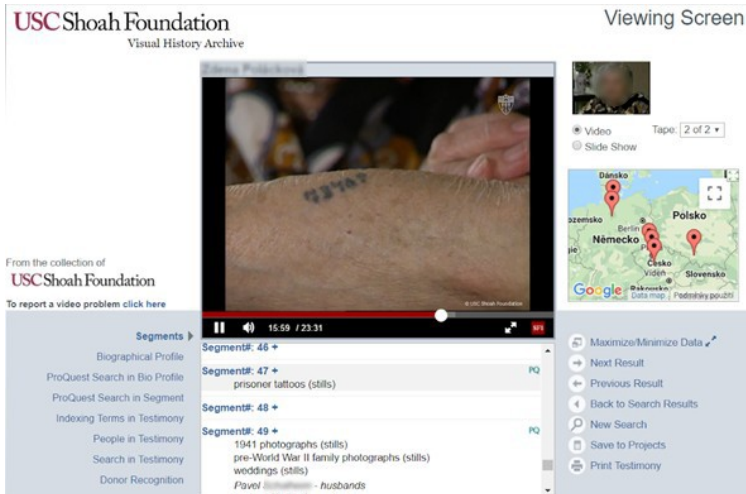 USC Shoah Foundation
Visual History Archive
Viewing Screen
Video
Tape: 2 of 2
Slide Show
Dánsko
Berlin
Polsko
Německo
Česko
Vídeň
Slovensko
Google
Data map
Podmínky použití
© USC Shoah Foundation
15:59 / 23:31
SFI
From the collection of
USC Shoah Foundation
To report a video problem click here
Segments
Biographical Profile
ProQuest Search in Bio Profile
ProQuest Search in Segment
Indexing Terms in Testimony
People in Testimony
Search in Testimony
Donor Recognition
Segment#: 46 +
Segment#: 47 +
PQ
prisoner tattoos (stills)
Segment#: 48 +
Segment#: 49 +
PQ
1941 photographs (stills)
pre-World War II family photographs (stills)
weddings (stills)
Pavel - husbands
Maximize/Minimize Data
Next Result
Previous Result
Back to Search Results
New Search
Save to Projects
Print Testimony